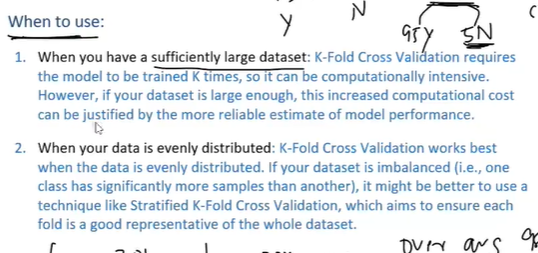 When to use:
Y
N
95Y
5N
1. When you have a sufficiently large dataset: K-Fold Cross Validation requires
the model to be trained K times, so it can be computationally intensive.
However, if your dataset is large enough, this increased computational cost
can be justified by the more reliable estimate of model performance.
2. When your data is evenly distributed: K-Fold Cross Validation works best
when the data is evenly distributed. If your dataset is imbalanced (i.e., one
class has significantly more samples than another), it might be better to use a
technique like Stratified K-Fold Cross Validation, which aims to ensure each
fold is a good representative of the whole dataset.